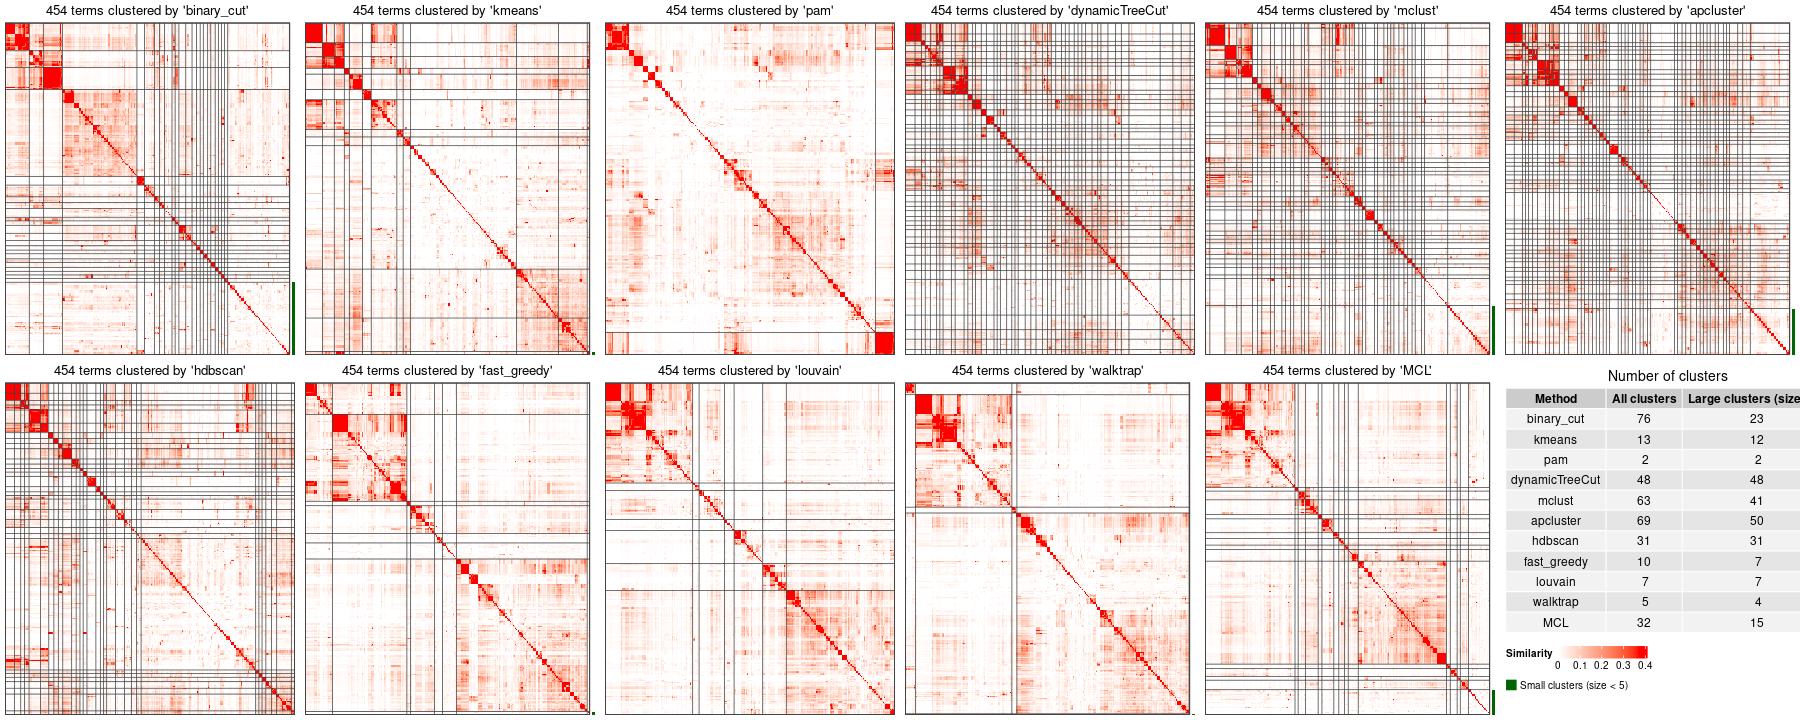 454 terms clustered by 'binary_cut'
454 terms clustered by 'kmeans'
454 terms clustered by 'pam'
454 terms clustered by 'dynamicTreeCut'
454 terms clustered by 'mclust'
454 terms clustered by 'apcluster'
454 terms clustered by 'hdbscan'
454 terms clustered by 'fast_greedy'
454 terms clustered by 'louvain'
454 terms clustered by 'walktrap'
454 terms clustered by 'MCL'
Number of clusters
Method All clusters Large clusters (size
binary_cut 76 23
kmeans 13 12
pam 2 2
dynamicTreeCut 48 48
mclust 63 41
apcluster 69 50
hdbscan 31 31
fast_greedy 10 7
louvain 7 7
walktrap 5 4
MCL 32 15
Similarity
0 0.1 0.2 0.3 0.4
Small clusters (size < 5)